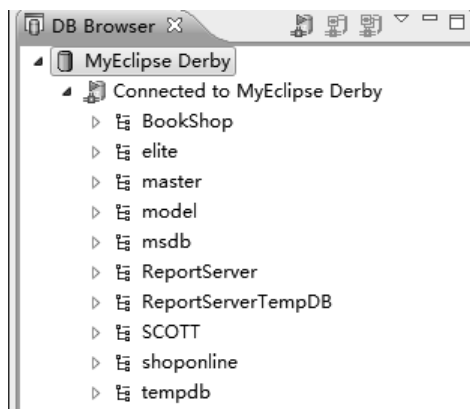 DB Browser
MyEclipse Derby
Connected to MyEclipse Derby
BookShop
elite
master
model
msdb
ReportServer
ReportServerTempDB
SCOTT
shoponline
tempdb